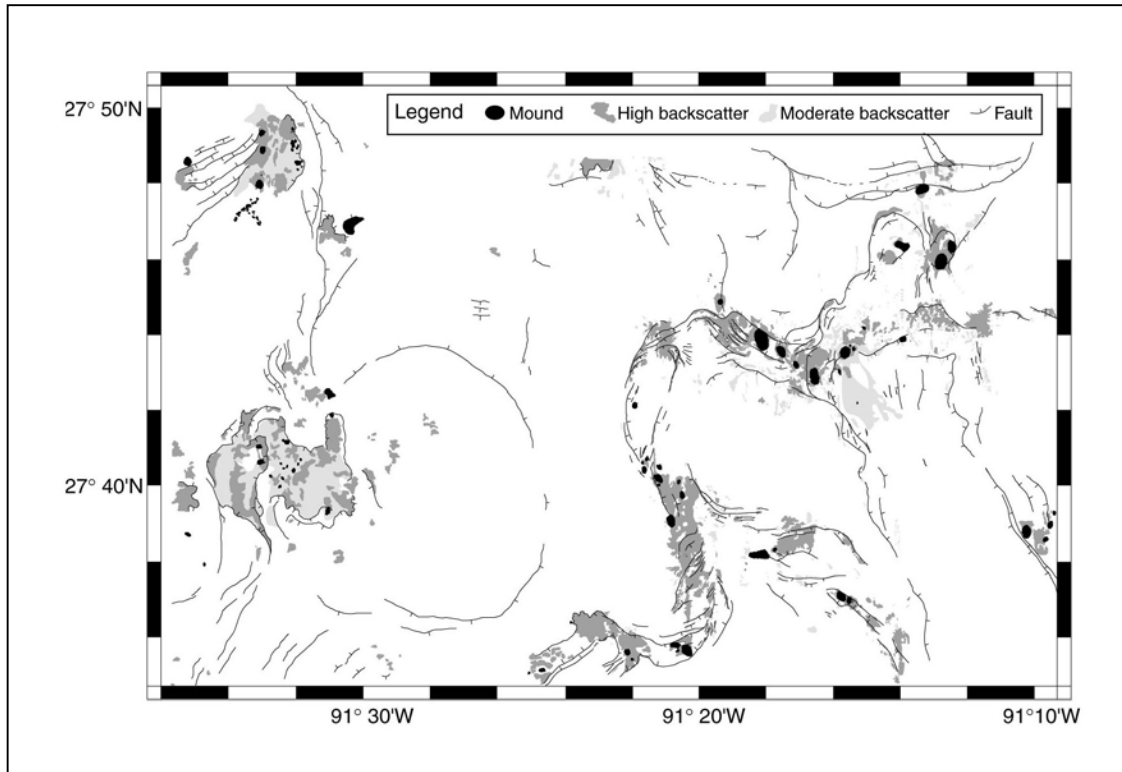 27° 50'N
Legend Mound High backscatter Moderate backscatter Fault
27° 40'N
91° 30'W 91° 20'W 91° 10'W